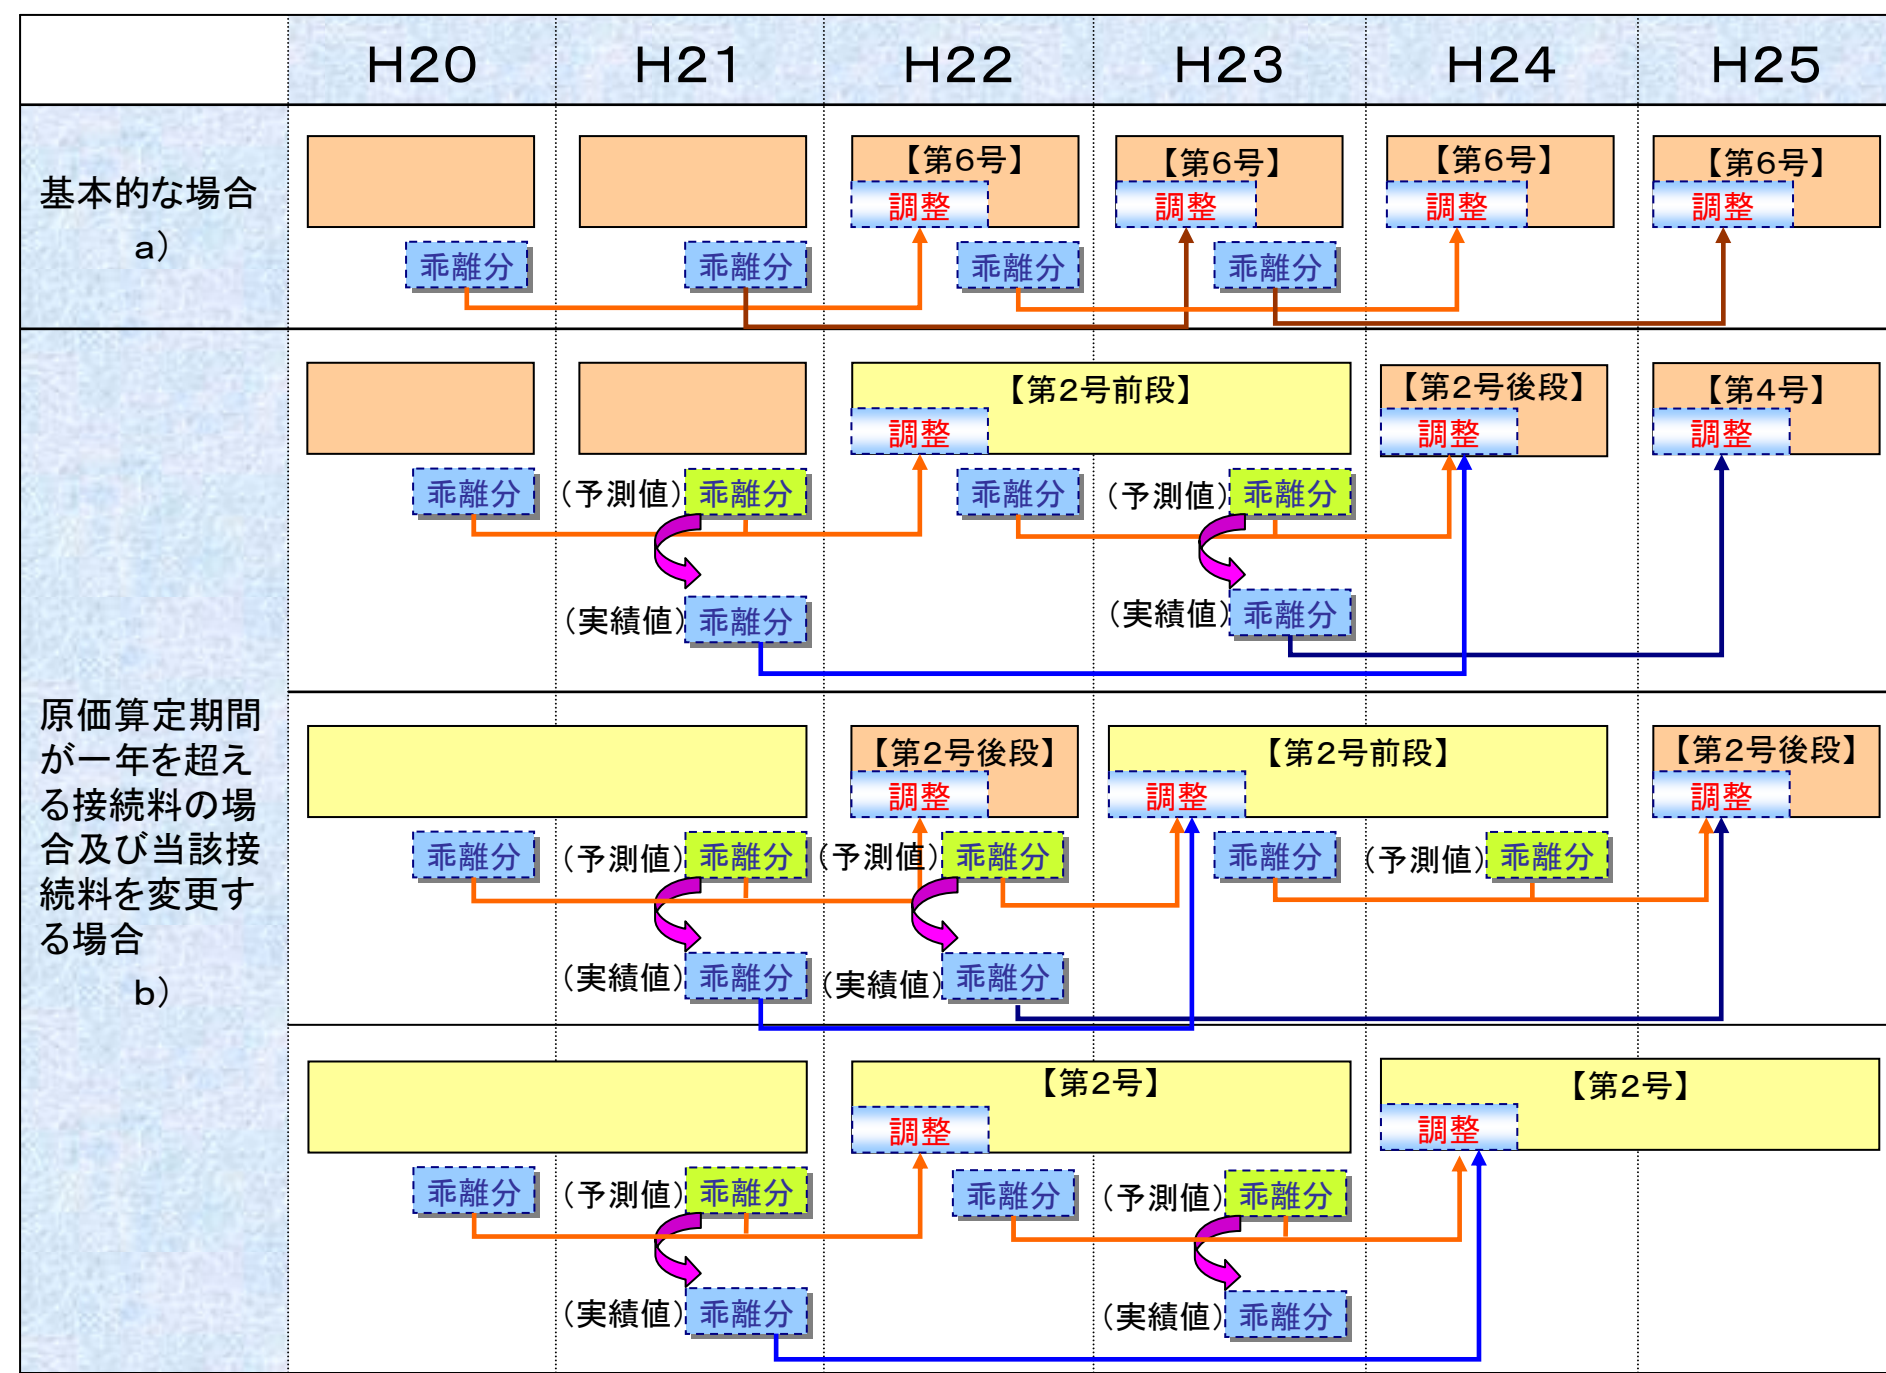 H20 H21 H22 H23 H24 H25
基本的な場合
a）
【第6号】 【第6号】 【第6号】 【第6号】
調整 調整 調整 調整
乖離分 乖離分 乖離分 乖離分
原価算定期間
が一年を超え
る接続料の場
合及び当該接
続料を変更す
る場合
b）
【第2号前段】 【第2号後段】 【第4号】
調整 調整 調整
乖離分 （予測値） 乖離分 乖離分 （予測値） 乖離分
（実績値） 乖離分 （実績値） 乖離分
【第2号後段】 【第2号前段】 【第2号後段】
調整 調整 調整
乖離分 （予測値） 乖離分 （予測値） 乖離分 乖離分 （予測値） 乖離分
（実績値） 乖離分 （実績値） 乖離分
【第2号】 【第2号】
調整 調整
乖離分 （予測値） 乖離分 乖離分 （予測値） 乖離分
（実績値） 乖離分 （実績値） 乖離分